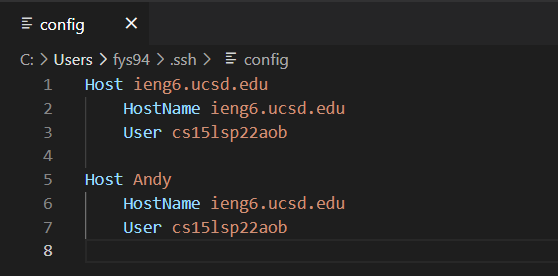 config
C: > Users > fys94 > .ssh > config
1 Host ieng6.ucsd.edu
2 HostName ieng6.ucsd.edu
3 User cs15lsp22aob
4
5 Host Andy
6 HostName ieng6.ucsd.edu
7 User cs15lsp22aob
8